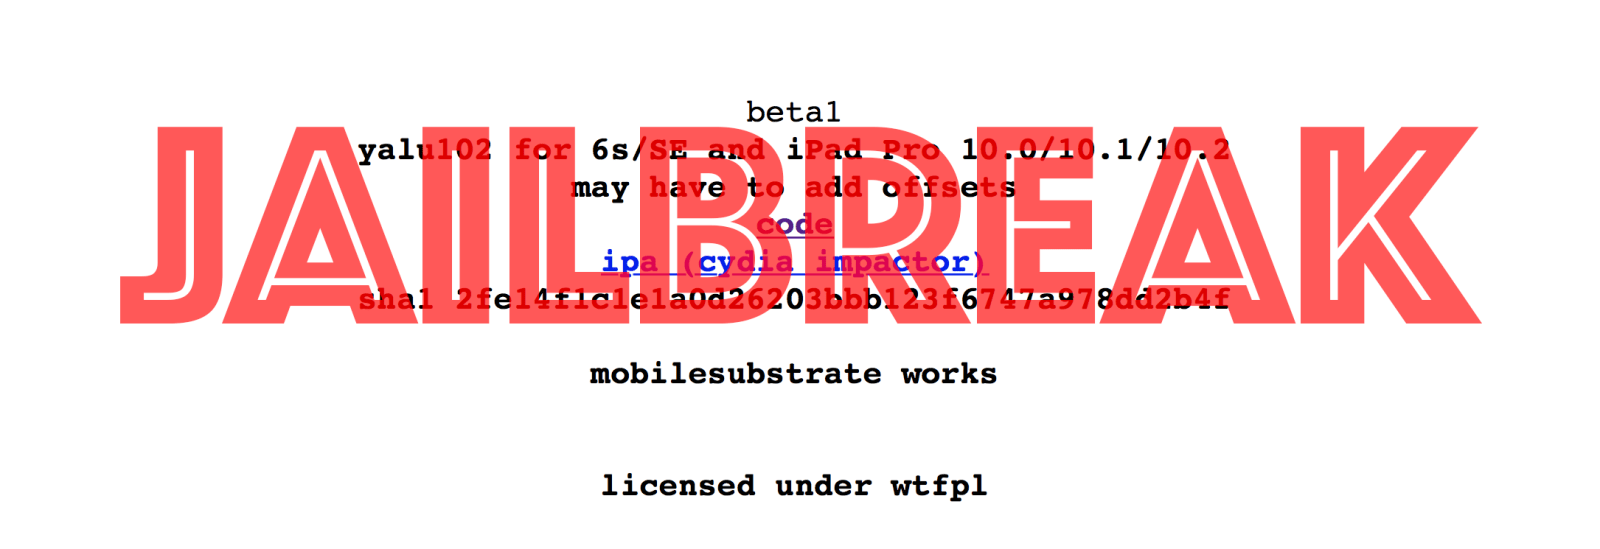 beta1
JAILBREAK
yalu102 for 6s/SE and iPad Pro 10.0/10.1/10.2
may have to add offsets
code
ipa (cydia impactor)
sha1 2fe14f1c1e1a0d26203bbb123f6747a978dd2b4f
mobilesubstrate works
licensed under wtfpl